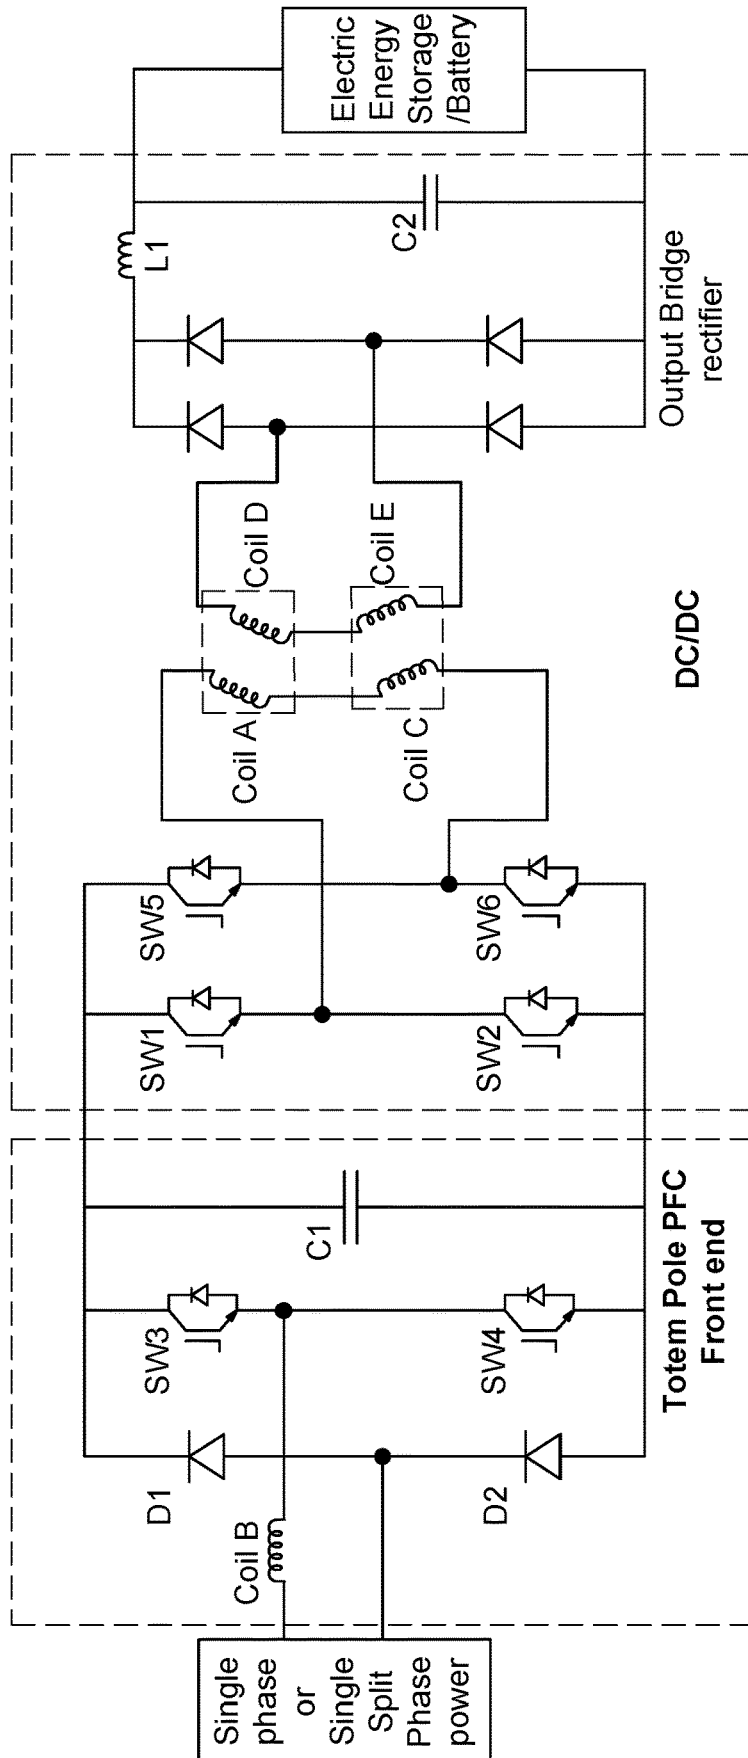 Single
phase
or
Single
Split
Phase
power
Coil B
D1
D2
SW3
SW4
C1
Totem Pole PFC
Front end
SW1
SW2
SW5
SW6
Coil A
Coil C
Coil D
Coil E
DC/DC
L1
C2
Output Bridge
rectifier
Electric
Energy
Storage
/Battery